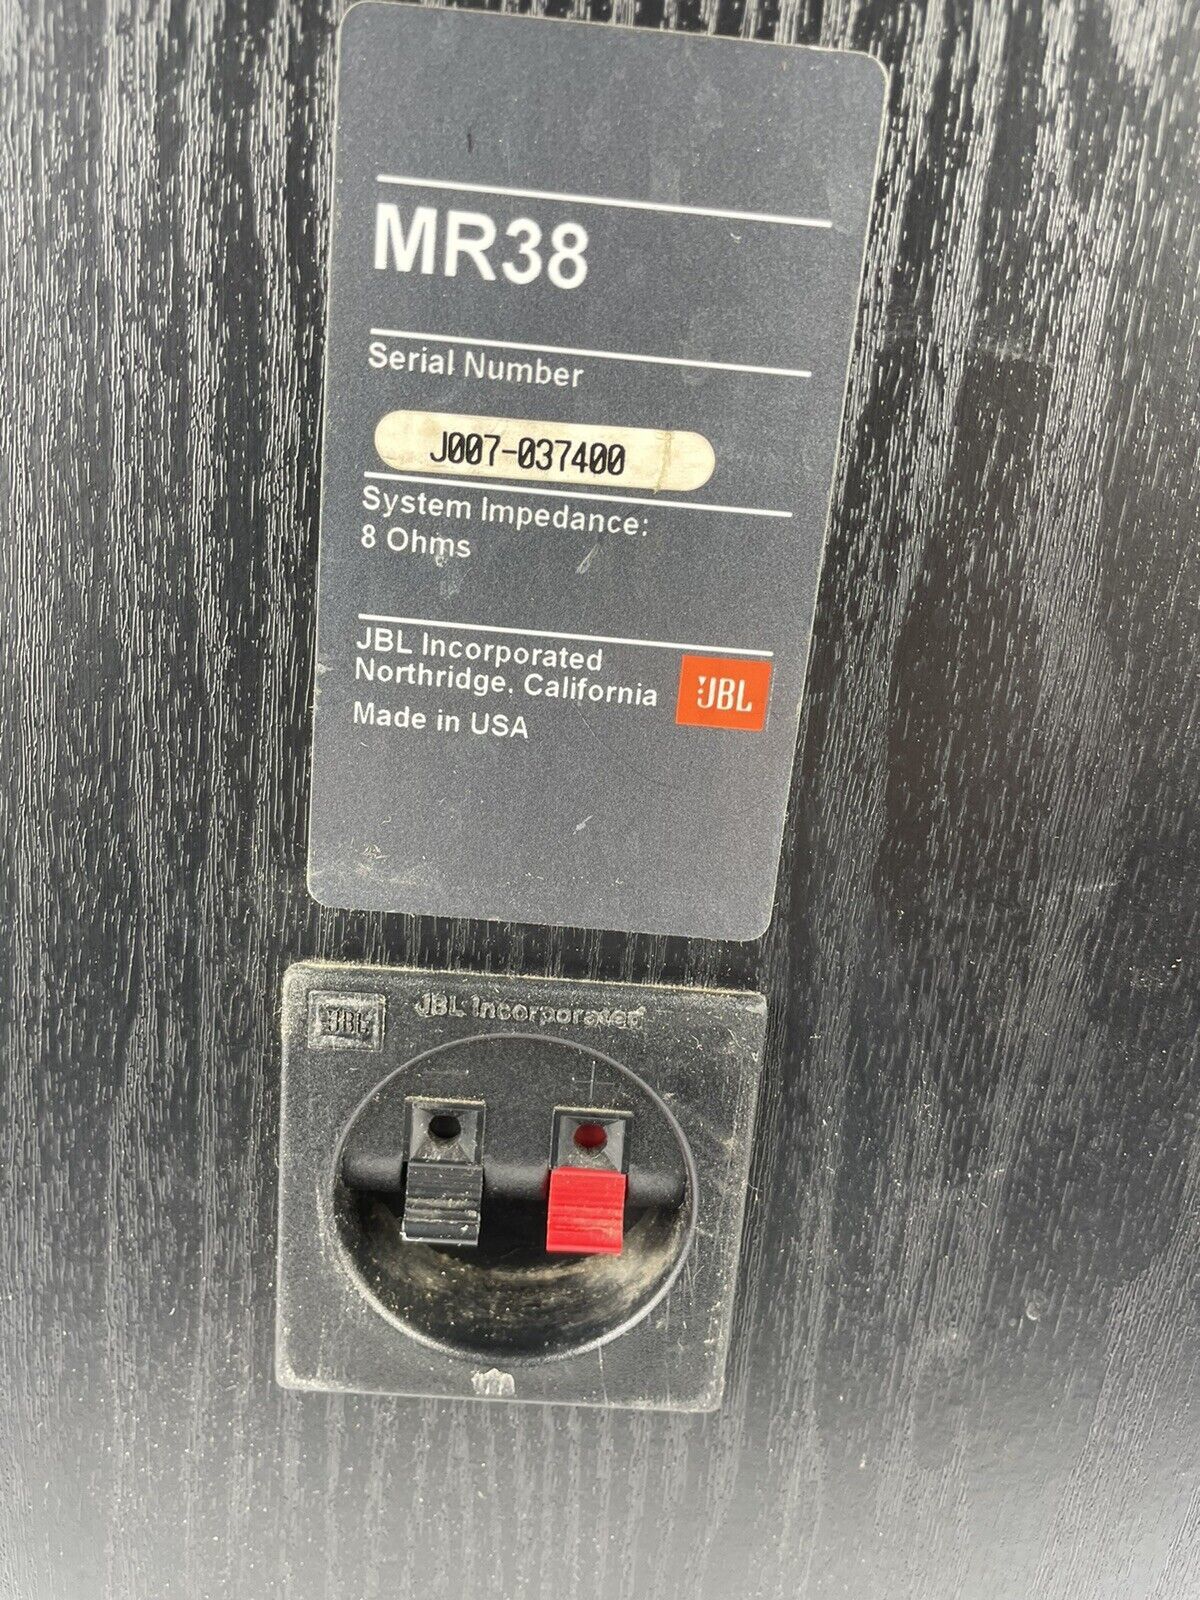 MR38
Serial Number
J007-037400
System Impedance:
8 Ohms
JBL Incorporated
Northridge, California
JBL
Made in USA
JBL JBL Incorporated
- +